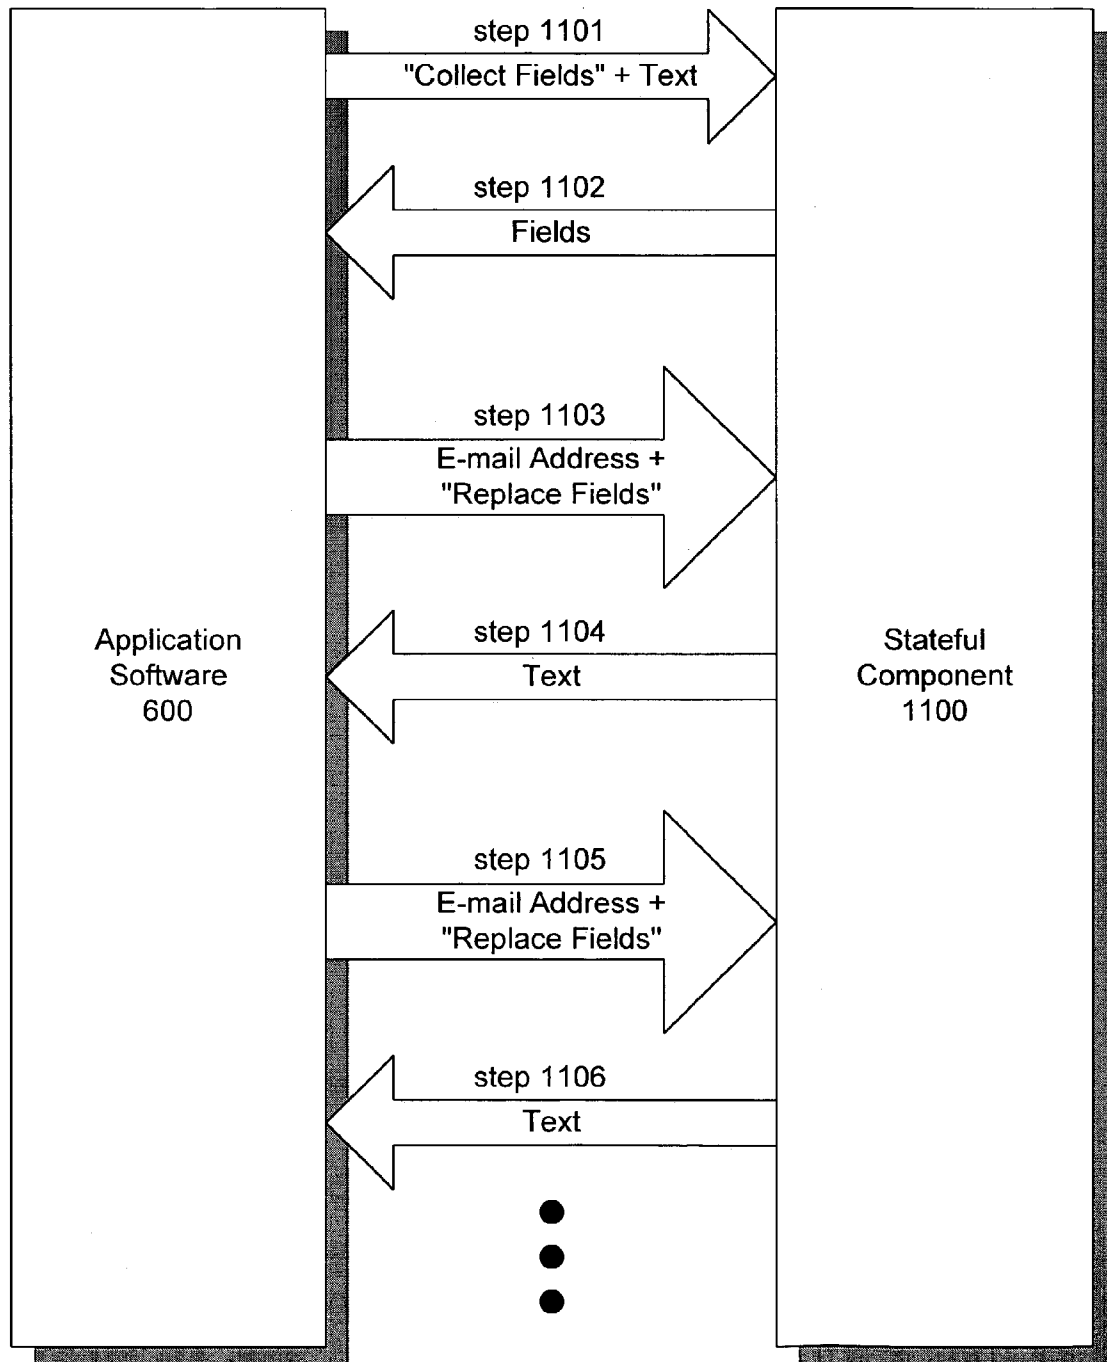 step 1101
"Collect Fields" + Text
step 1102
Fields
step 1103
E-mail Address +
"Replace Fields"
Application
Software
600
step 1104
Text
Stateful
Component
1100
step 1105
E-mail Address +
"Replace Fields"
step 1106
Text